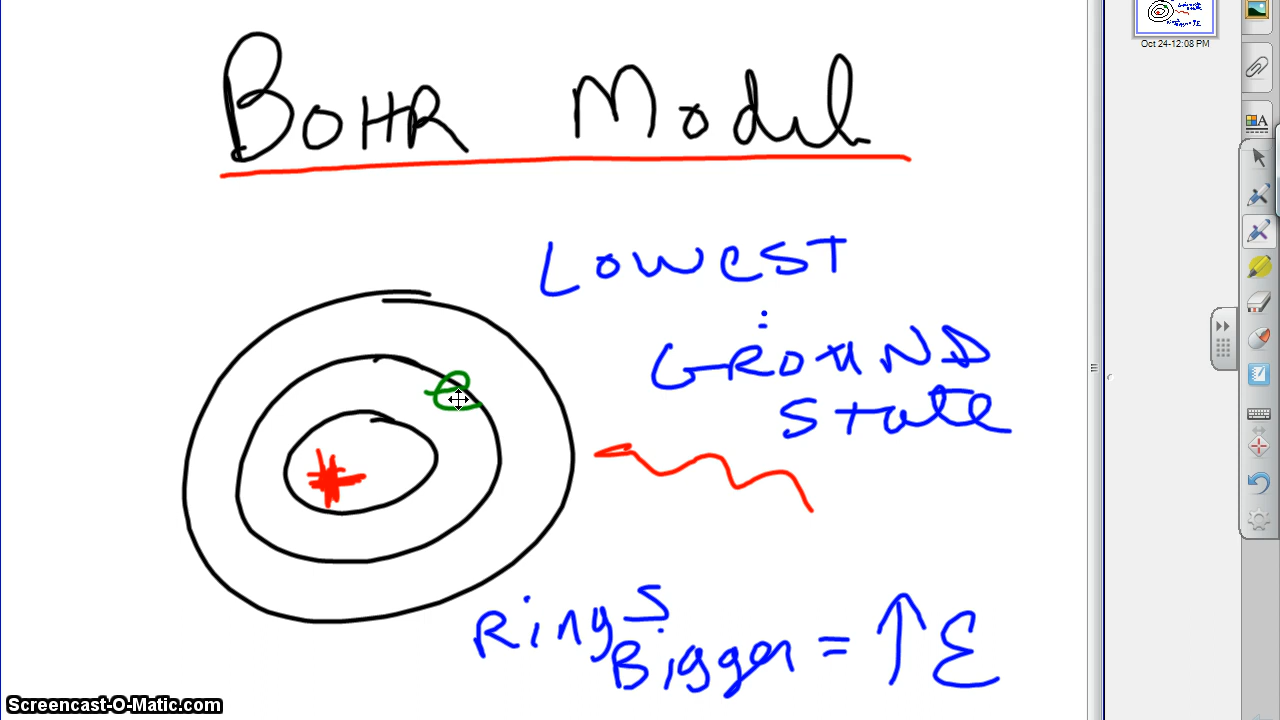 BOHR Model
LOWEST
:
GROUND
State
e
Rings
Bigger = ↑ E
Oct 24-12:08 PM
Screencast-O-Matic.com